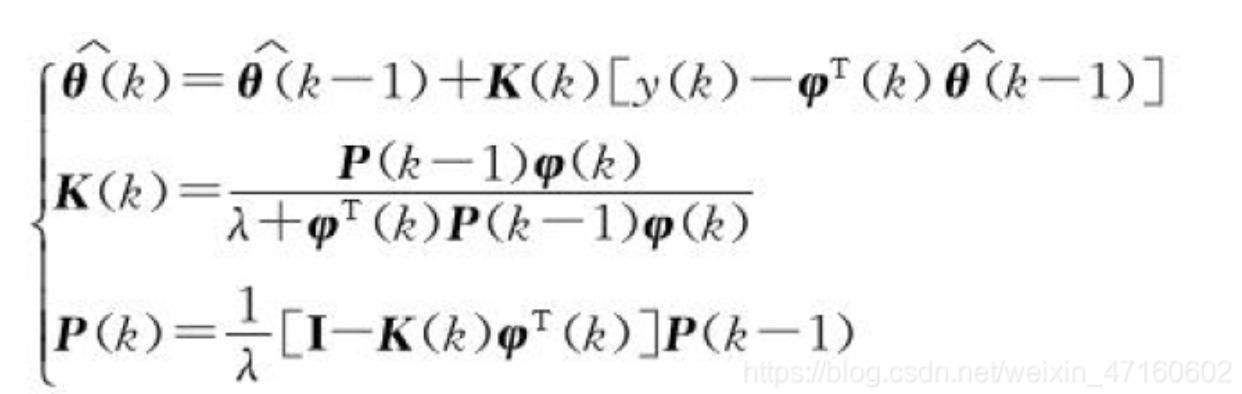 θ̂(k)=θ̂(k−1)+K(k)[y(k)−φᵀ(k)θ̂(k−1)]
K(k)=P(k−1)φ(k)/(λ+φᵀ(k)P(k−1)φ(k))
P(k)=1/λ[I−K(k)φᵀ(k)]P(k−1)
https://blog.csdn.net/weixin_47160602